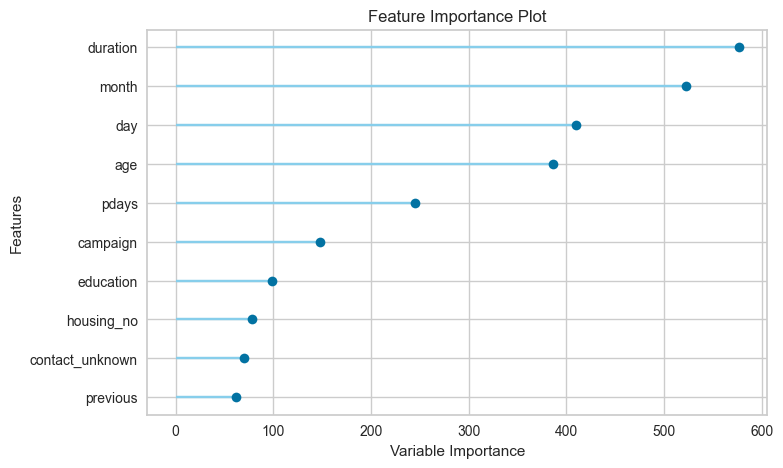 Feature Importance Plot
Features
duration
month
day
age
pdays
campaign
education
housing_no
contact_unknown
previous
0 100 200 300 400 500 600
Variable Importance